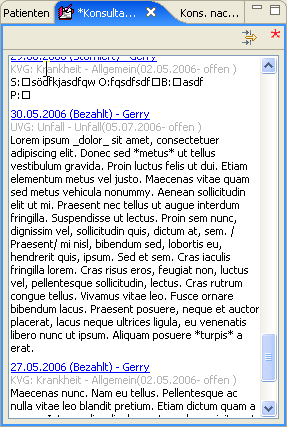 Patienten *Konsulta... Kons. nac...
29.06.2006 (Storniert) - Gerry
KVG: Krankheit - Allgemein(02.05.2006- offen )
S:□södfkjasdfqw O:fqsdfsdf□B:□asdf
P:□
30.05.2006 (Bezahlt) - Gerry
UVG: Unfall - Unfall(05.07.2006- offen )
Lorem ipsum _dolor_ sit amet, consectetuer
adipiscing elit. Donec sed *metus* ut tellus
vestibulum gravida. Proin luctus felis ut dui. Etiam
elementum metus vel justo. Maecenas vitae quam
sed metus vehicula nonummy. Aenean sollicitudin
elit ut mi. Praesent nec tellus ut augue interdum
fringilla. Suspendisse ut lectus. Proin sem nunc,
dignissim vel, sollicitudin quis, dictum at, sem. /
Praesent/ mi nisl, bibendum sed, lobortis eu,
hendrerit quis, ipsum. Sed et sem. Cras iaculis
fringilla lorem. Cras risus eros, feugiat non, luctus
vel, pellentesque sollicitudin, lectus. Cras rutrum
congue tellus. Vivamus vitae leo. Fusce ornare
bibendum lacus. Praesent posuere, neque et auctor
placerat, lacus neque ultrices ligula, eu venenatis
libero nunc ut ipsum. Aliquam posuere *turpis* a
erat.
27.05.2006 (Bezahlt) - Gerry
KVG: Krankheit - Allgemein(02.05.2006- offen )
Maecenas nunc. Nam eu tellus. Pellentesque ac
nulla vitae leo blandit pretium. Etiam dictum quam a